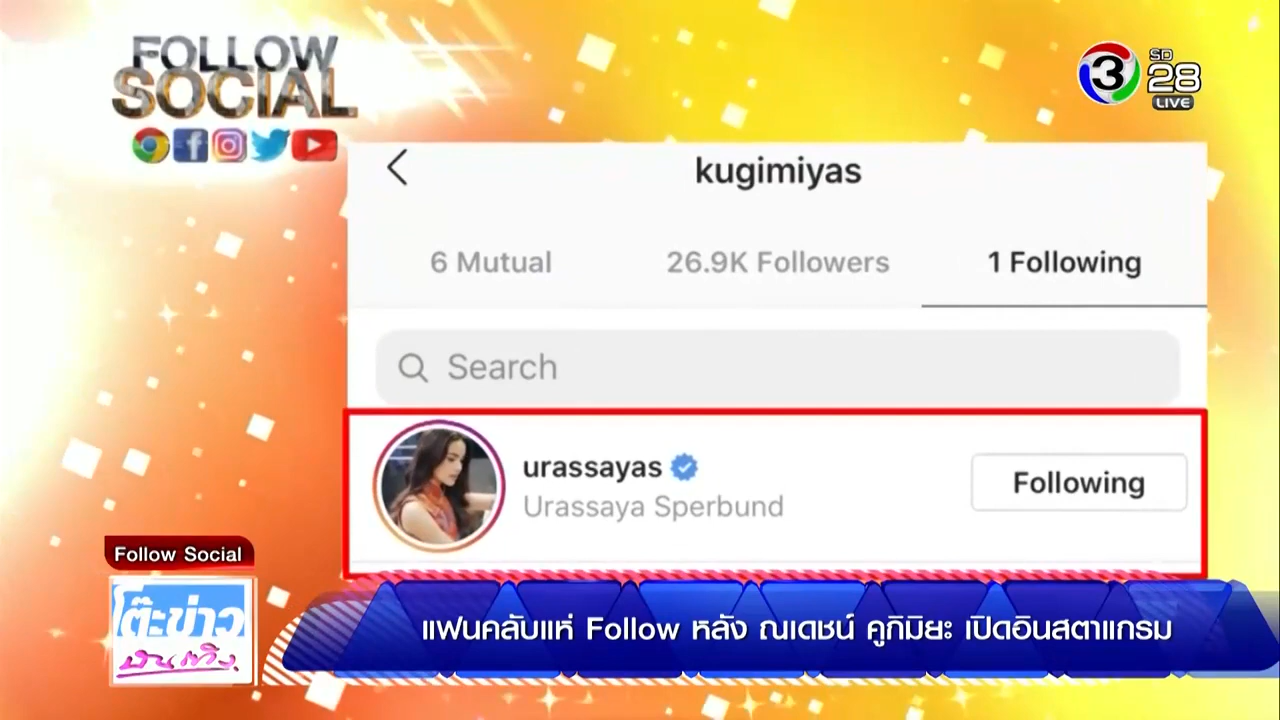 FOLLOW
SOCIAL
3 SD
28
LIVE
kugimiyas
6 Mutual 26.9K Followers 1 Following
Search
urassayas
Urassaya Sperbund
Following
Follow Social
โต๊ะข่าว
บันเทิง
แฟนคลับแห่ Follow หลัง ณเดชน์ คูกิมิยะ เปิดอินสตาแกรม